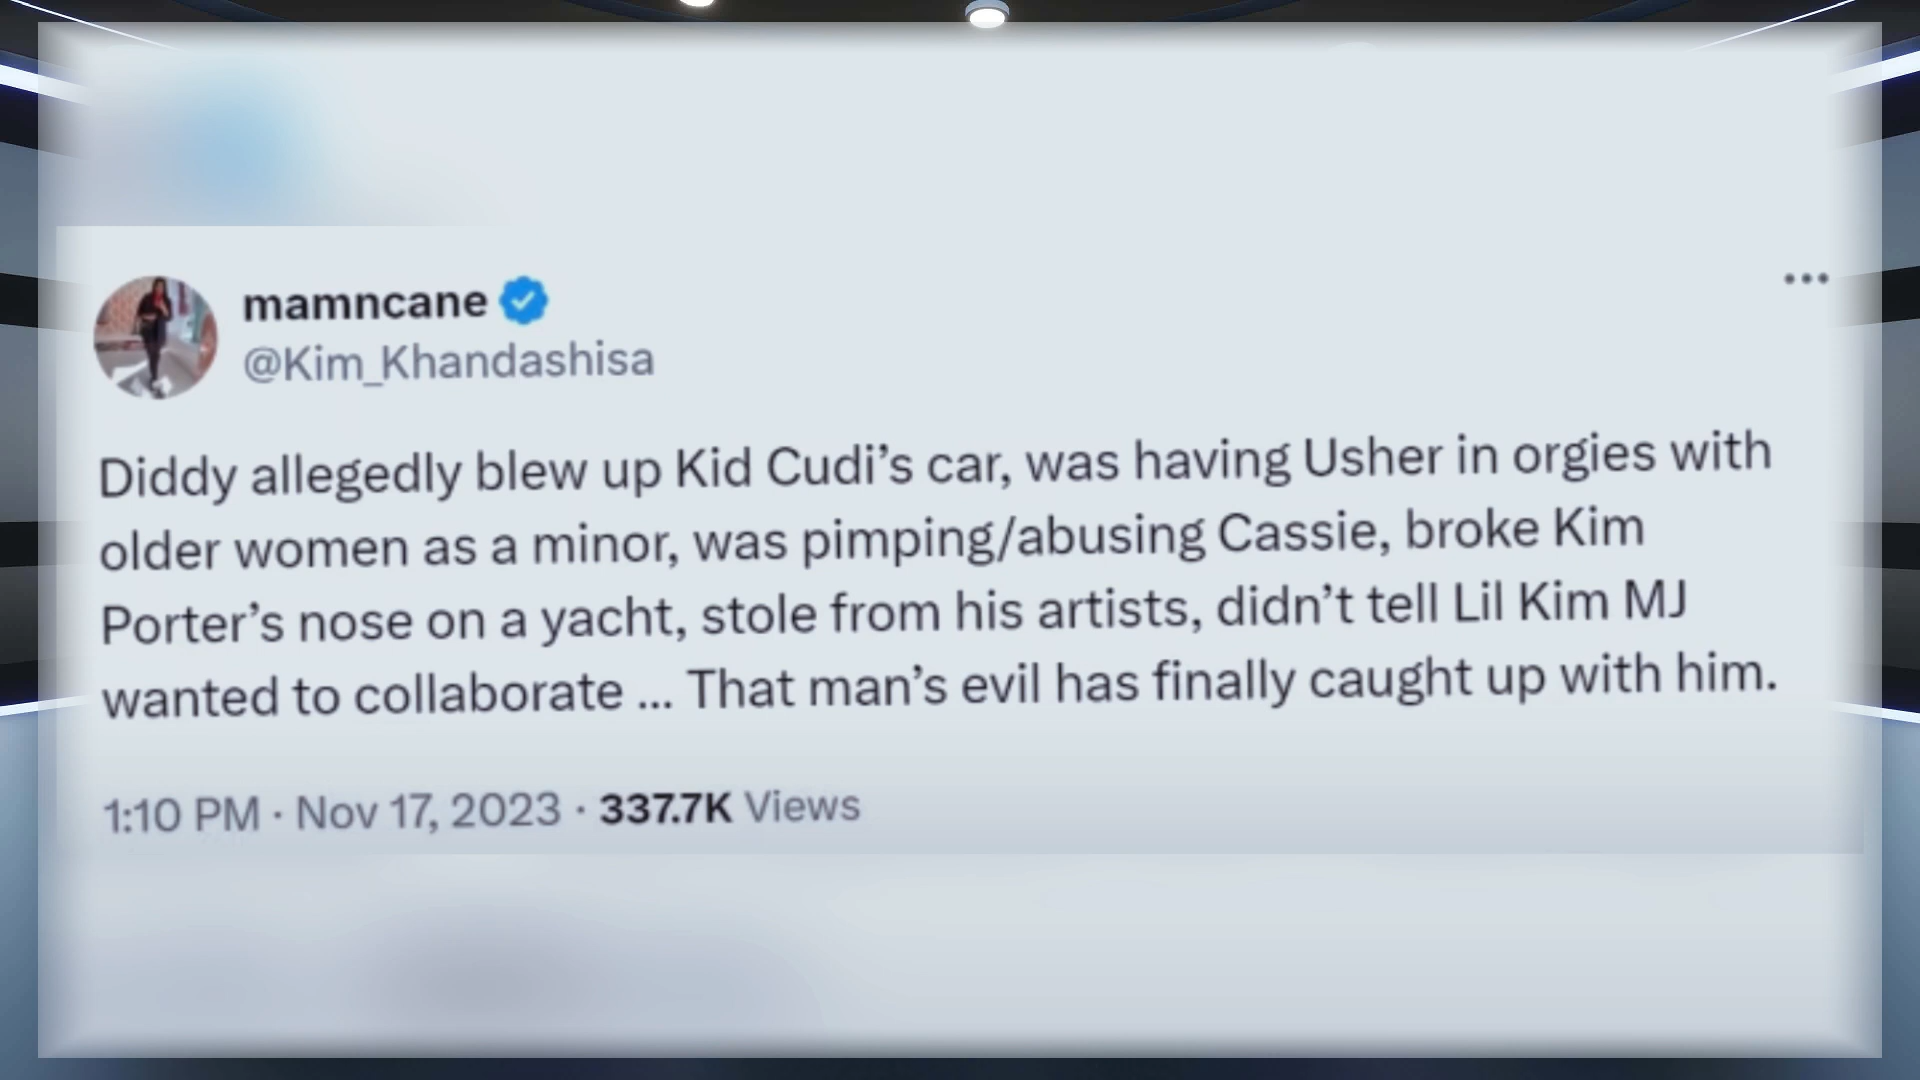 mamncane
@Kim_Khandashisa
Diddy allegedly blew up Kid Cudi’s car, was having Usher in orgies with
older women as a minor, was pimping/abusing Cassie, broke Kim
Porter’s nose on a yacht, stole from his artists, didn’t tell Lil Kim MJ
wanted to collaborate ... That man’s evil has finally caught up with him.
1:10 PM · Nov 17, 2023 · 337.7K Views